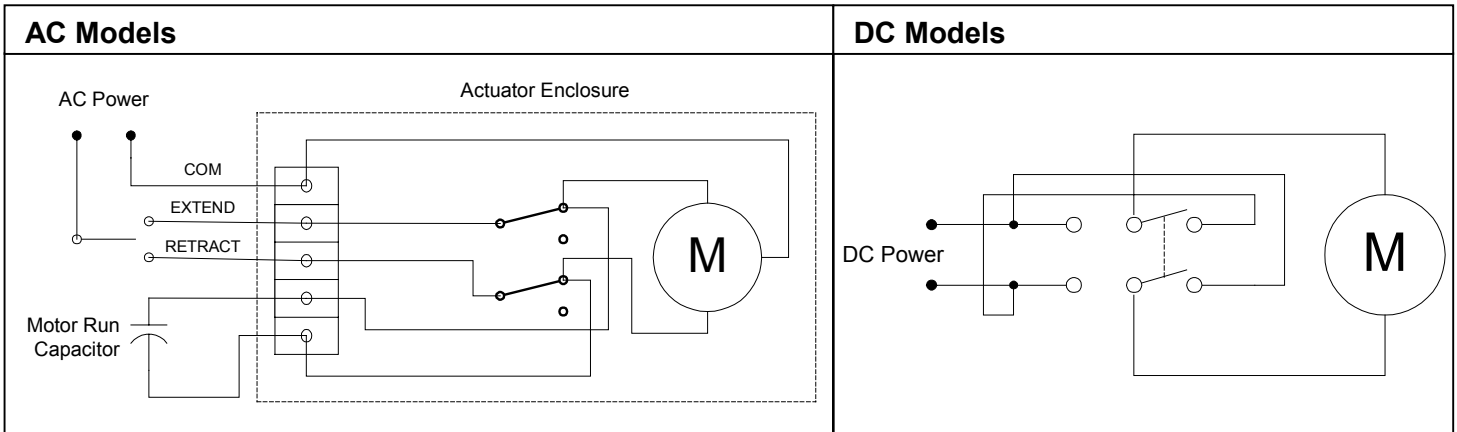 AC Models
AC Power
Actuator Enclosure
COM
EXTEND
RETRACT
Motor Run
Capacitor
M
DC Models
DC Power
M